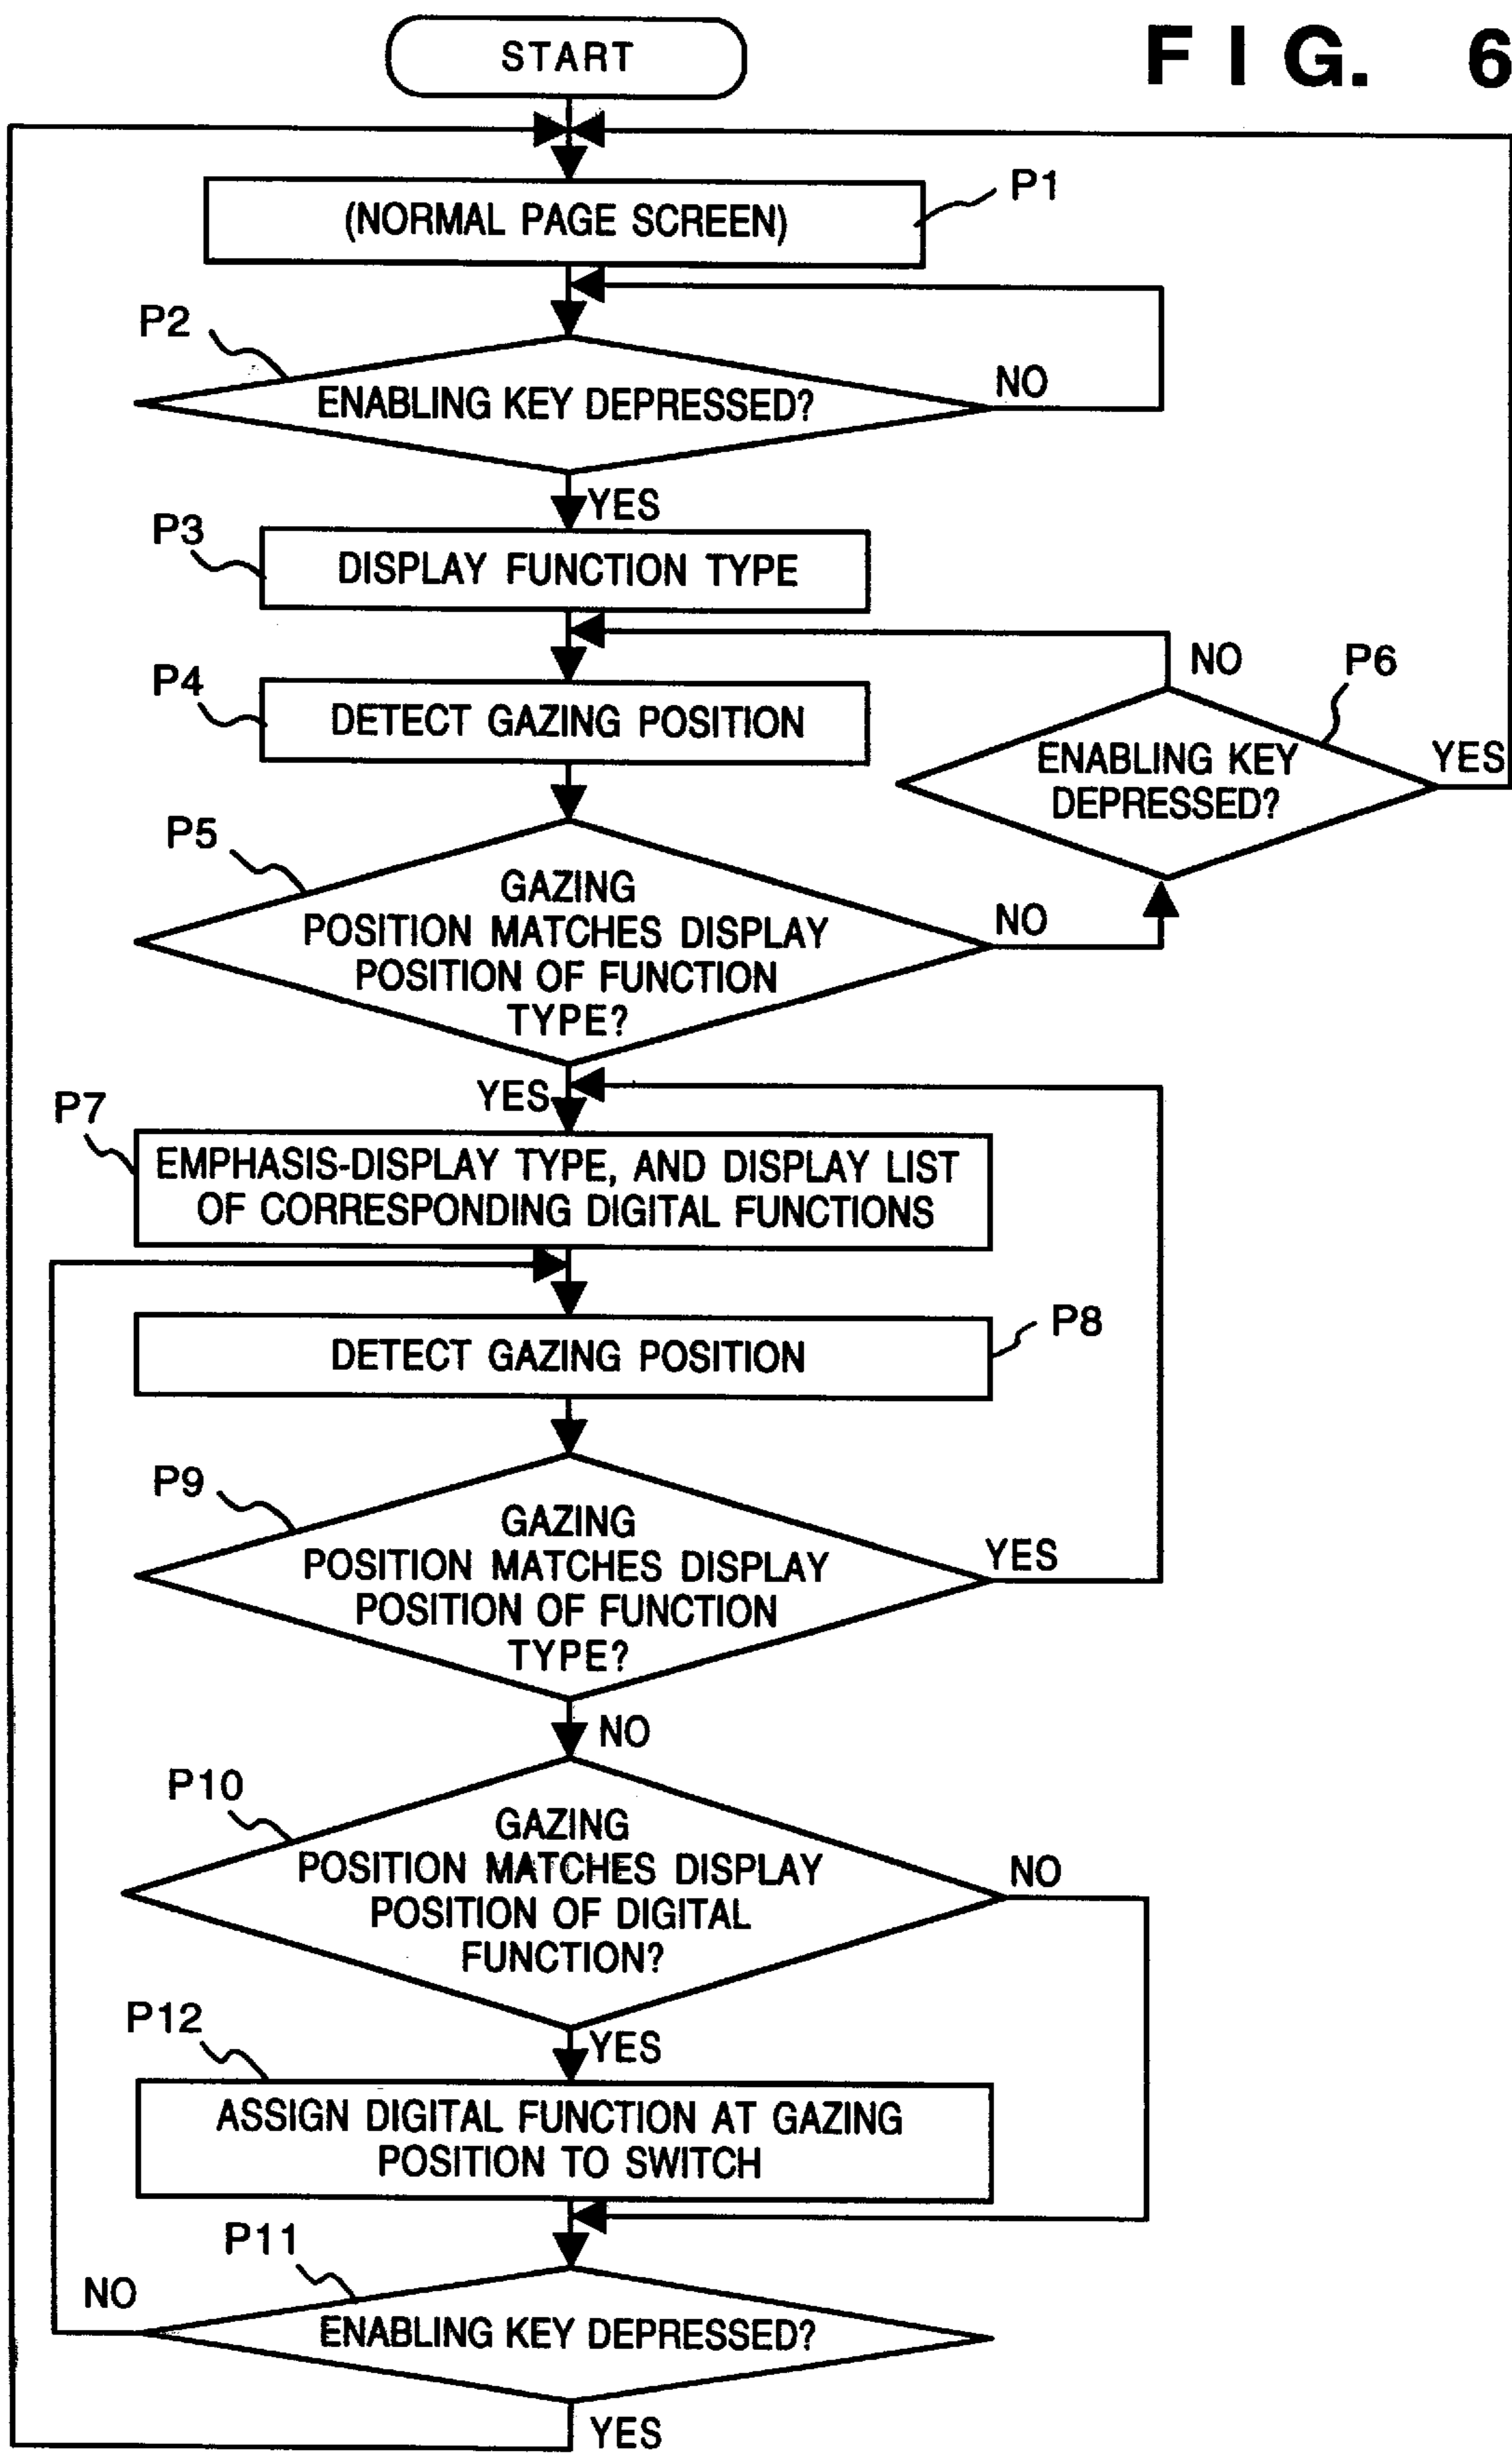 START
FIG. 6
(NORMAL PAGE SCREEN)
P1
P2
ENABLING KEY DEPRESSED?
NO
YES
P3
DISPLAY FUNCTION TYPE
P4
DETECT GAZING POSITION
NO
P6
ENABLING KEY
DEPRESSED?
YES
P5
GAZING
POSITION MATCHES DISPLAY
POSITION OF FUNCTION
TYPE?
NO
YES
P7
EMPHASIS-DISPLAY TYPE, AND DISPLAY LIST
OF CORRESPONDING DIGITAL FUNCTIONS
P8
DETECT GAZING POSITION
P9
GAZING
POSITION MATCHES DISPLAY
POSITION OF FUNCTION
TYPE?
YES
NO
P10
GAZING
POSITION MATCHES DISPLAY
POSITION OF DIGITAL
FUNCTION?
NO
YES
P12
ASSIGN DIGITAL FUNCTION AT GAZING
POSITION TO SWITCH
P11
NO
ENABLING KEY DEPRESSED?
YES